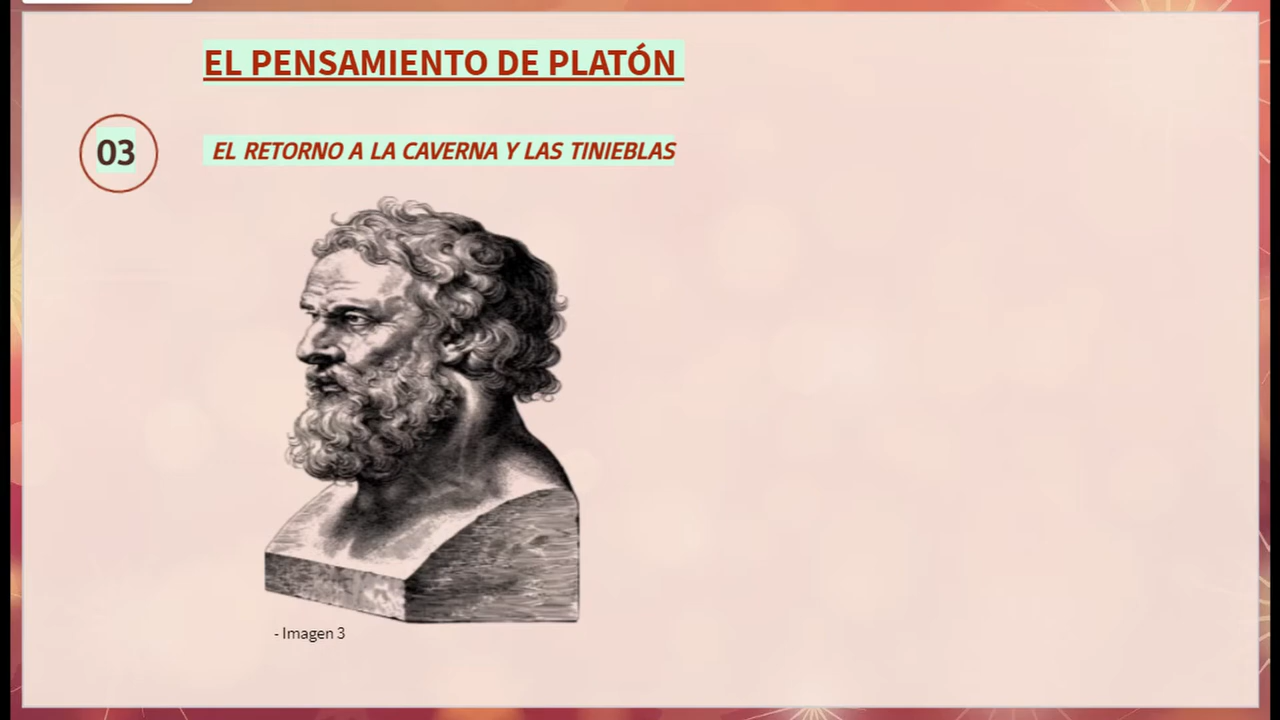 EL PENSAMIENTO DE PLATÓN
03
EL RETORNO A LA CAVERNA Y LAS TINIEBLAS
- Imagen 3